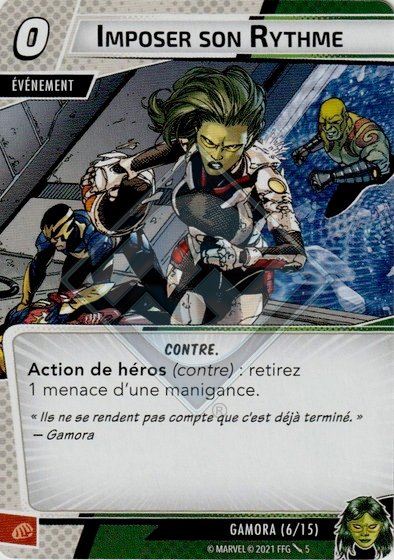 0
IMPOSER SON RYTHME
ÉVÉNEMENT
CONTRE.
Action de héros (contre) : retirez
1 menace d'une manigance.
« Ils ne se rendent pas compte que c'est déjà terminé. »
— Gamora
®
GAMORA (6/15)
© MARVEL © 2021 FFG 5